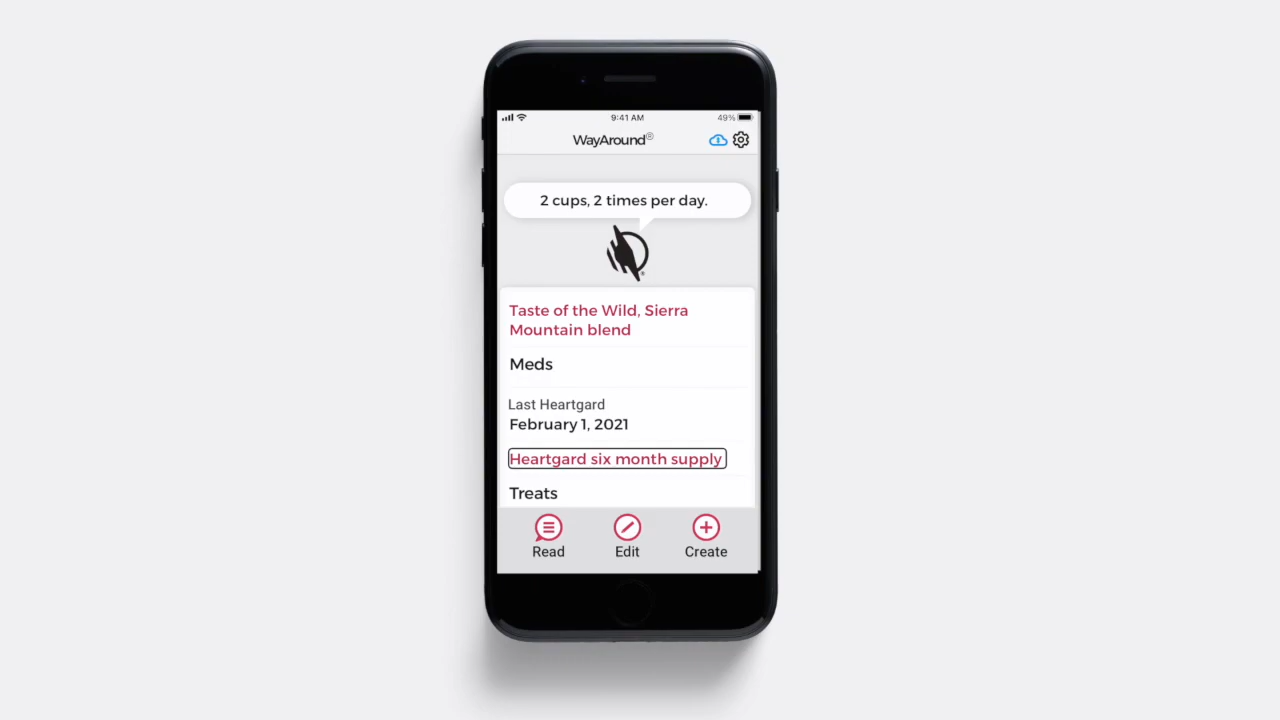 9:41 AM
49%
WayAround®
2 cups, 2 times per day.
Taste of the Wild, Sierra
Mountain blend
Meds
Last Heartgard
February 1, 2021
Heartgard six month supply
Treats
Read
Edit
Create